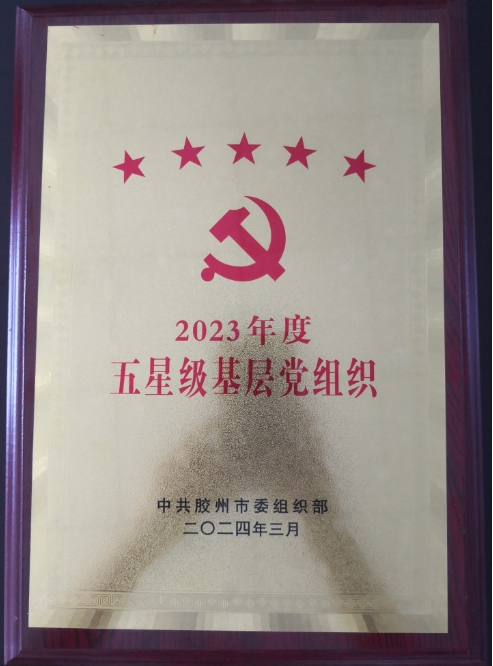 2023年度
五星级基层党组织
中共胶州市委组织部
二〇二四年三月